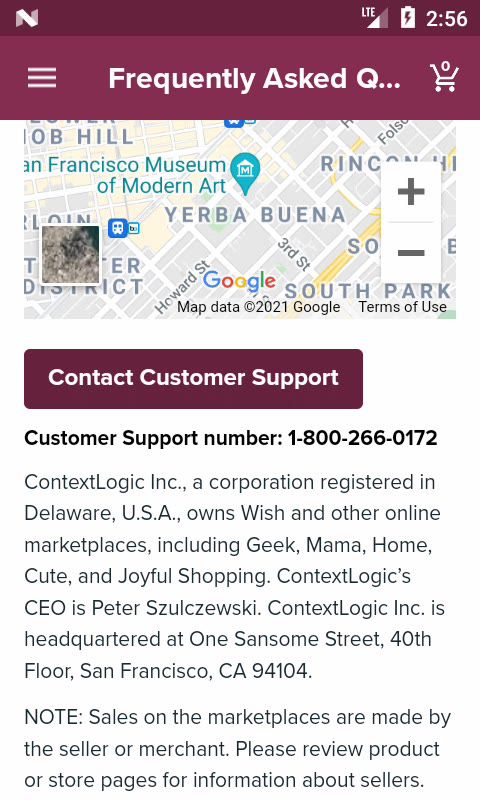 LTE 2:56
Frequently Asked Q... 0
LOWER
NOB HILL
Folso
an Francisco Museum
of Modern Art
RINCON HI
YERBA BUENA
3rd St
SO
DISTRICT
Howard St
Google
SOUTH PARK
Map data ©2021 Google Terms of Use
Contact Customer Support
Customer Support number: 1-800-266-0172
ContextLogic Inc., a corporation registered in
Delaware, U.S.A., owns Wish and other online
marketplaces, including Geek, Mama, Home,
Cute, and Joyful Shopping. ContextLogic’s
CEO is Peter Szulczewski. ContextLogic Inc. is
headquartered at One Sansome Street, 40th
Floor, San Francisco, CA 94104.
NOTE: Sales on the marketplaces are made by
the seller or merchant. Please review product
or store pages for information about sellers.